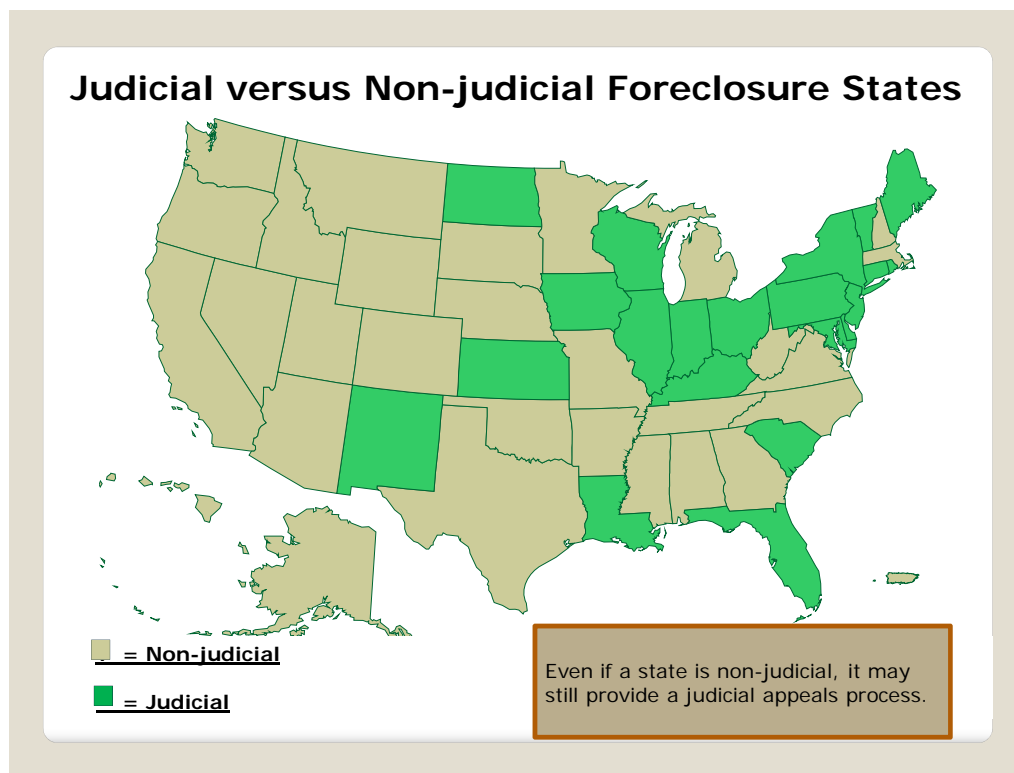 Judicial versus Non-judicial Foreclosure States
= Non-judicial
= Judicial
Even if a state is non-judicial, it may
still provide a judicial appeals process.